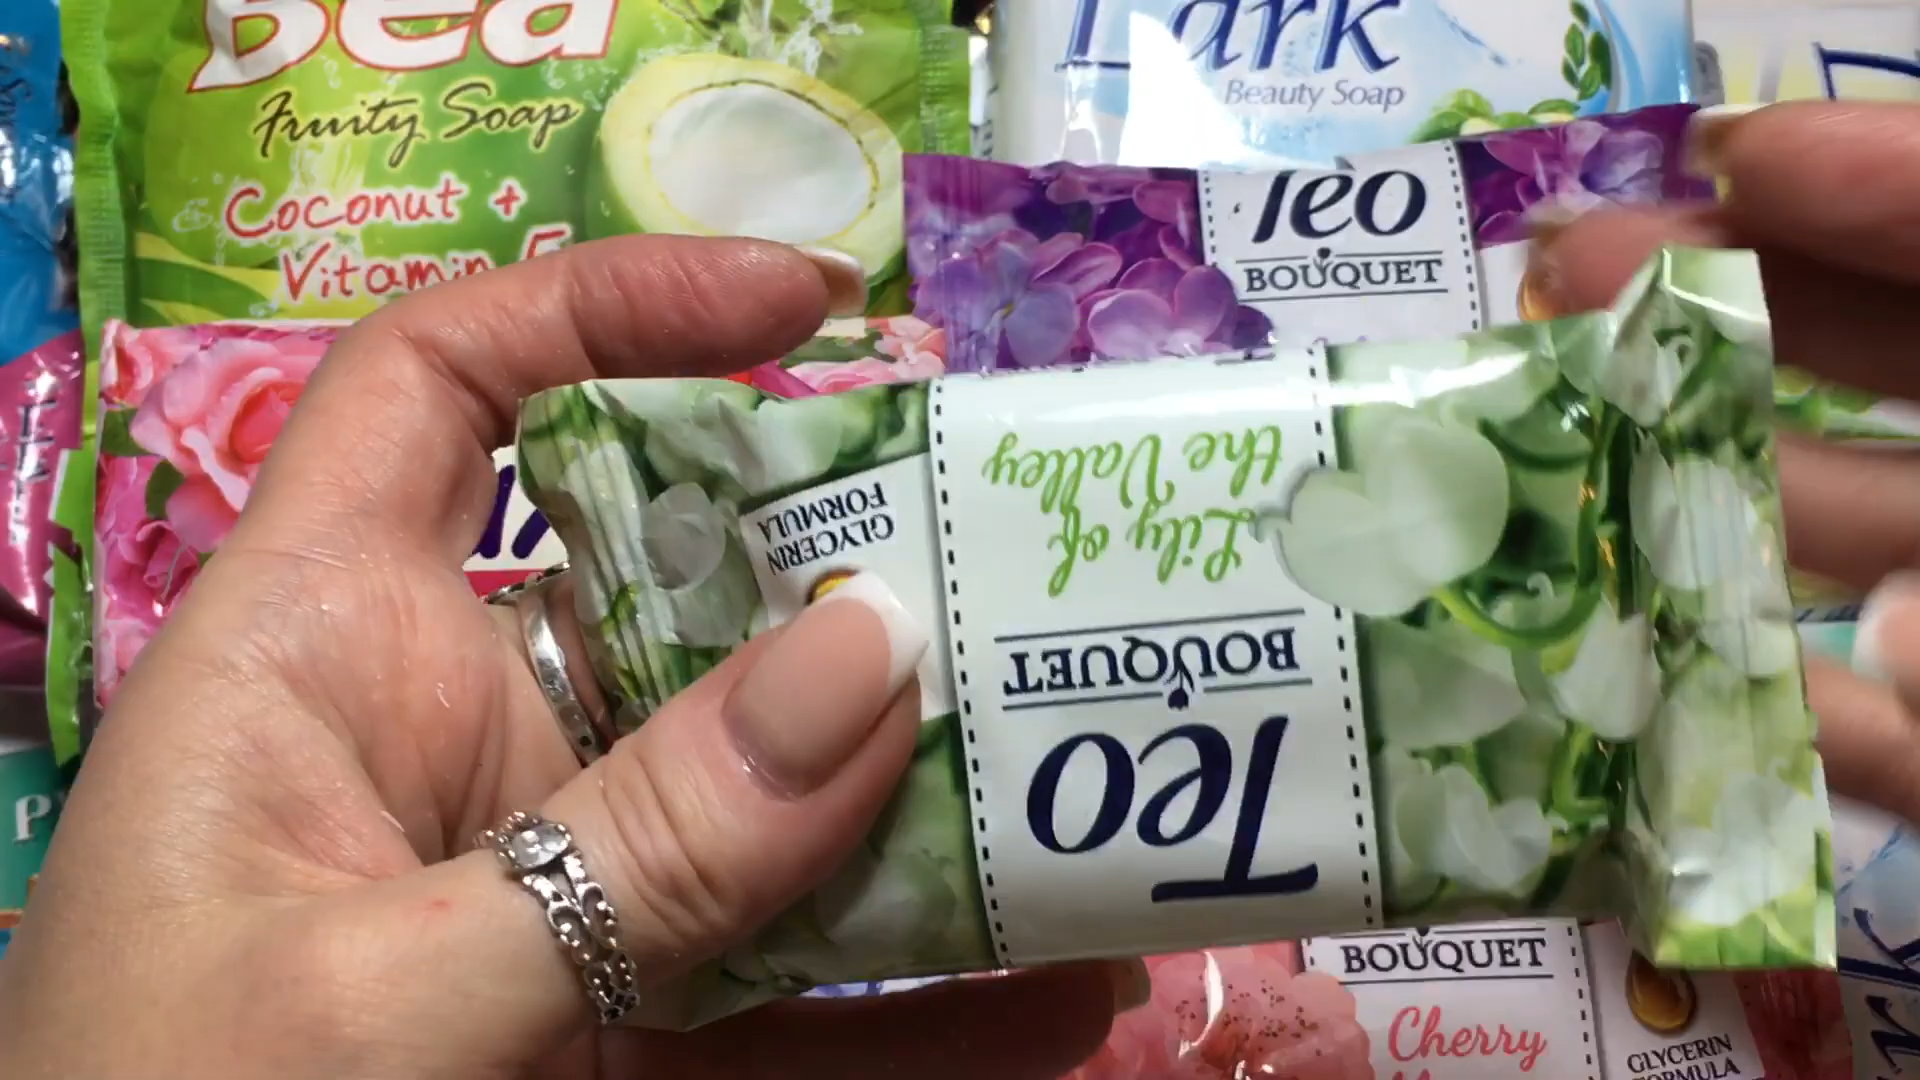 Bea
Fruity Soap
Coconut +
Vitamin E
Lark
Beauty Soap
Teo
BOUQUET
Teo
BOUQUET
Lily of
the Valley
GLYCERIN
FORMULA
BOUQUET
Cherry
GLYCERIN
FORMULA